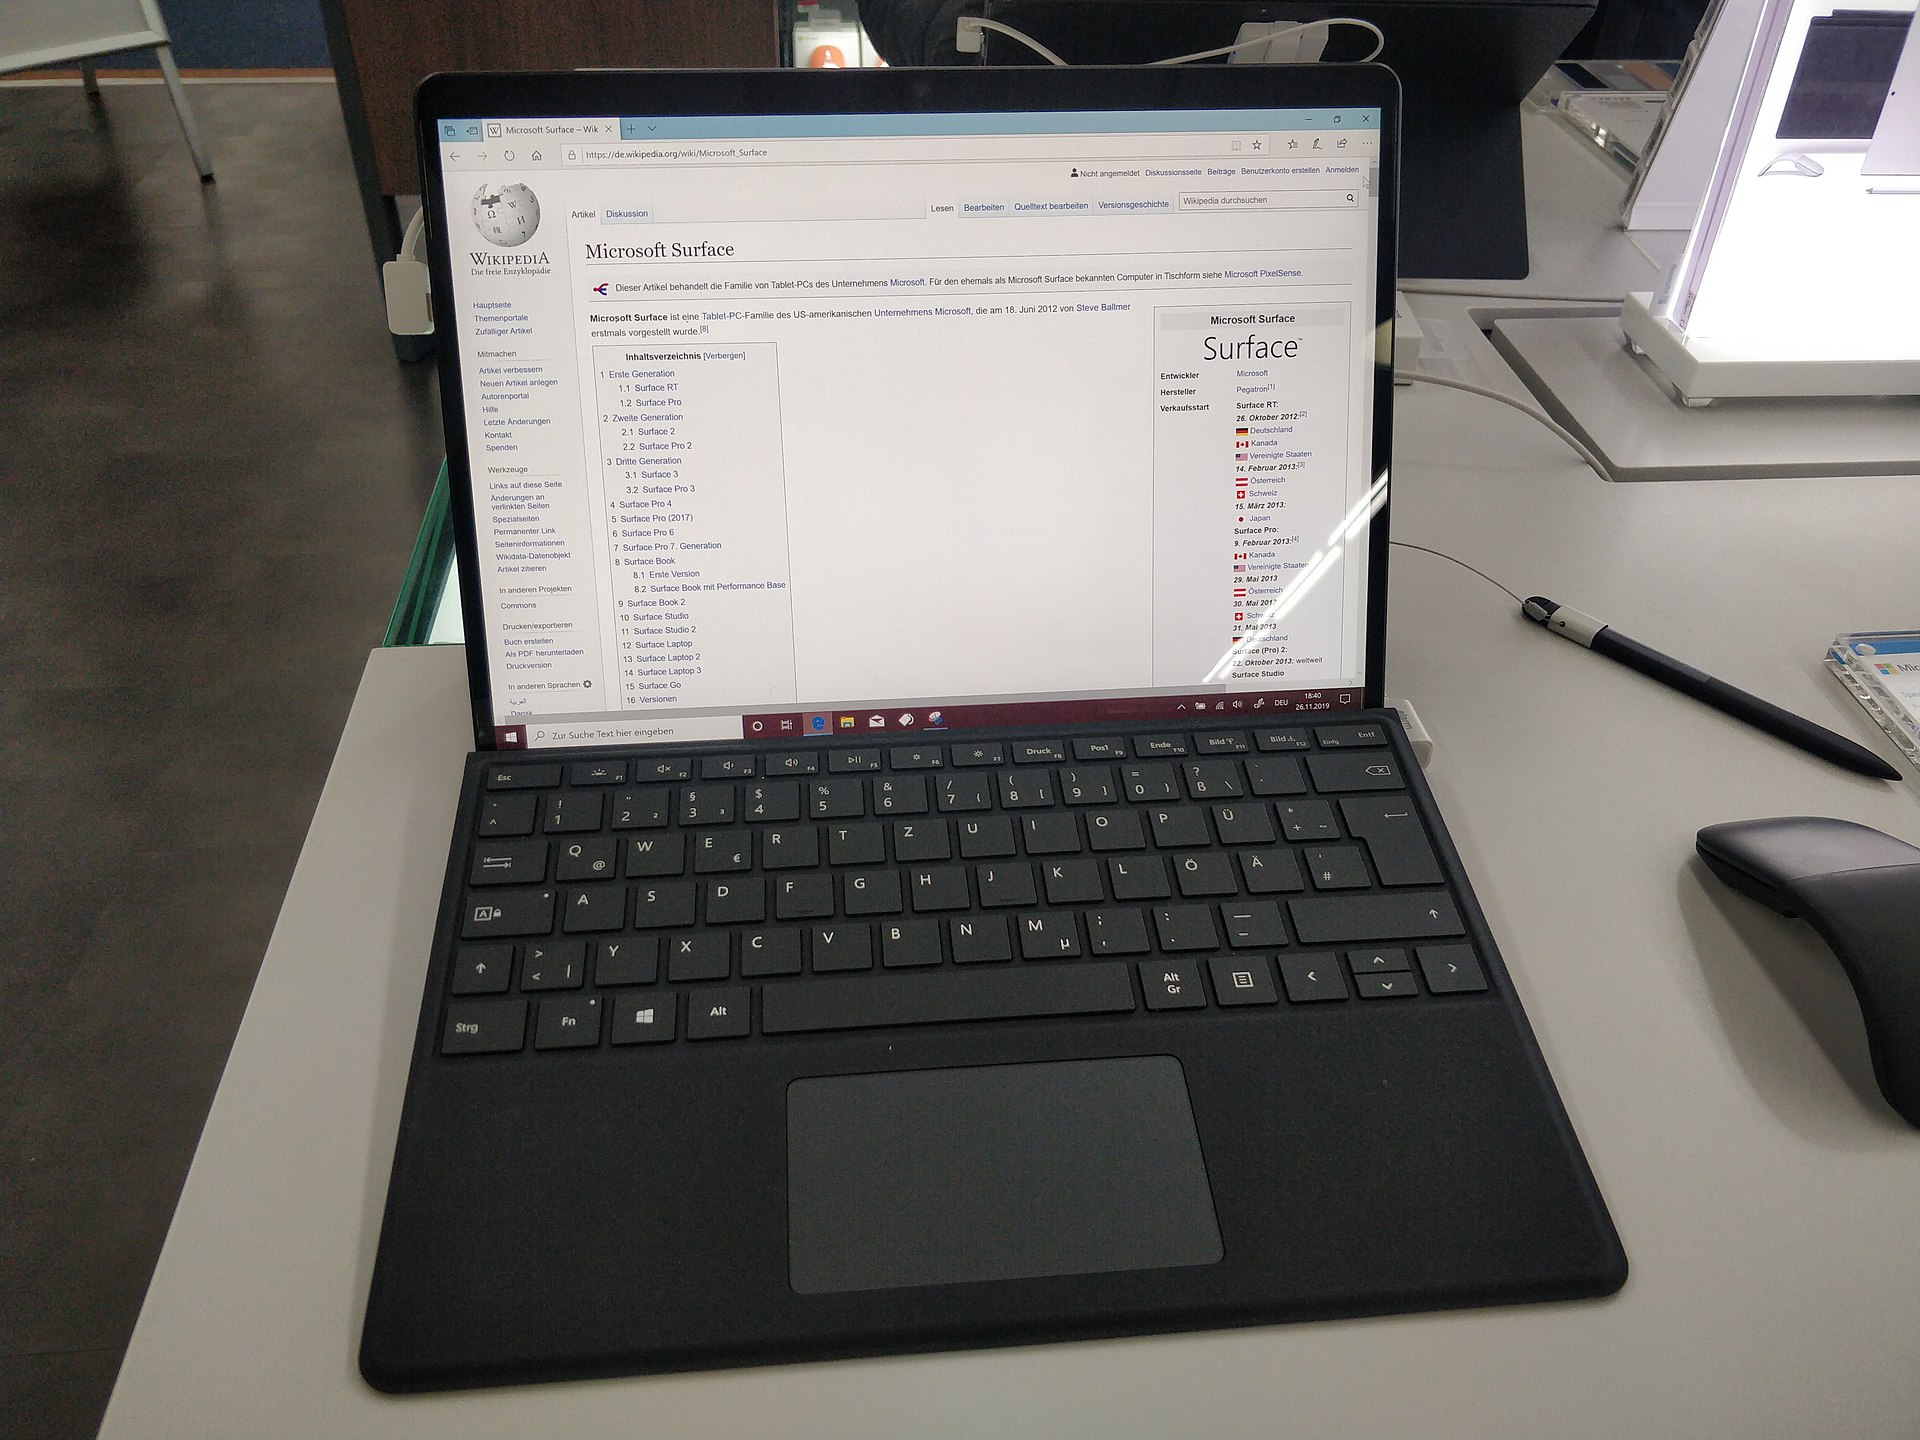 Microsoft Surface – Wik
https://de.wikipedia.org/wiki/Microsoft_Surface
Nicht angemeldet Diskussionsseite Beiträge Benutzerkonto erstellen Anmelden
Artikel Diskussion
Lesen Bearbeiten Quelltext bearbeiten Versionsgeschichte
Wikipedia durchsuchen
WIKIPEDIA
Die freie Enzyklopädie
Hauptseite
Themenportale
Zufälliger Artikel
Mitmachen
Artikel verbessern
Neuen Artikel anlegen
Autorenportal
Hilfe
Letzte Änderungen
Kontakt
Spenden
Werkzeuge
Links auf diese Seite
Änderungen an
verlinkten Seiten
Spezialseiten
Permanenter Link
Seiteninformationen
Wikidata-Datenobjekt
Artikel zitieren
In anderen Projekten
Commons
Drucken/exportieren
Buch erstellen
Als PDF herunterladen
Druckversion
In anderen Sprachen
العربية
Dansk
Microsoft Surface
Dieser Artikel behandelt die Familie von Tablet-PCs des Unternehmens Microsoft. Für den ehemals als Microsoft Surface bekannten Computer in Tischform siehe Microsoft PixelSense.
Microsoft Surface ist eine Tablet-PC-Familie des US-amerikanischen Unternehmens Microsoft, die am 18. Juni 2012 von Steve Ballmer
erstmals vorgestellt wurde.[8]
Inhaltsverzeichnis [Verbergen]
1 Erste Generation
1.1 Surface RT
1.2 Surface Pro
2 Zweite Generation
2.1 Surface 2
2.2 Surface Pro 2
3 Dritte Generation
3.1 Surface 3
3.2 Surface Pro 3
4 Surface Pro 4
5 Surface Pro (2017)
6 Surface Pro 6
7 Surface Pro 7. Generation
8 Surface Book
8.1 Erste Version
8.2 Surface Book mit Performance Base
9 Surface Book 2
10 Surface Studio
11 Surface Studio 2
12 Surface Laptop
13 Surface Laptop 2
14 Surface Laptop 3
15 Surface Go
16 Versionen
Microsoft Surface
Surface™
Entwickler Microsoft
Hersteller Pegatron[1]
Verkaufsstart Surface RT:
26. Oktober 2012:[2]
Deutschland
Kanada
Vereinigte Staaten
14. Februar 2013:[3]
Österreich
Schweiz
15. März 2013:
Japan
Surface Pro:
9. Februar 2013:[4]
Kanada
Vereinigte Staaten
29. Mai 2013
Österreich
30. Mai 2013
Schweiz
31. Mai 2013
Deutschland
Surface (Pro) 2:
22. Oktober 2013: weltweit
Surface Studio
Zur Suche Text hier eingeben
DEU
18:40
26.11.2019
Esc F1 F2 F3 F4 F5 F6 F7 Druck F8 Pos1 F9 Ende F10 Bild↑ F11 Bild↓ F12 Einfg Entf
° ^ ! 1 " 2 ² § 3 ³ $ 4 % 5 & 6 / 7 { ( 8 [ ) 9 ] = 0 } ? ß \ ` ´
Q @ W E € R T Z U I O P Ü * + ~
A S D F G H J K L Ö Ä ' #
> < | Y X C V B N M µ ; , : . _ -
Strg Fn Alt Alt Gr